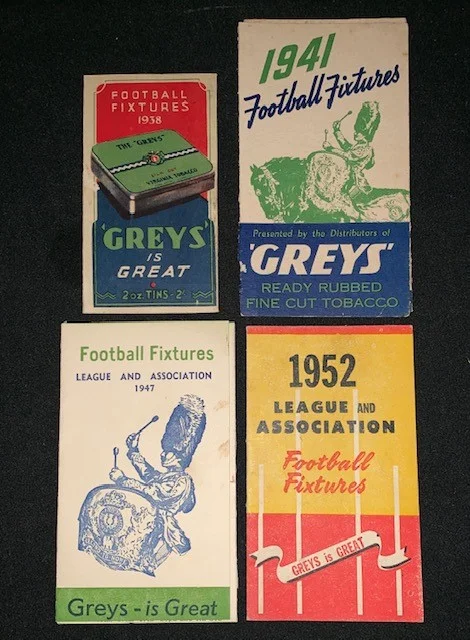 FOOTBALL
FIXTURES
1938
THE "GREYS"
VIRGINIA TOBACCO
'GREYS'
IS
GREAT
2oz. TINS-2/-
1941
Football Fixtures
Presented by the Distributors of
'GREYS'
READY RUBBED
FINE CUT TOBACCO
Football Fixtures
LEAGUE AND ASSOCIATION
1947
Greys - is Great
1952
LEAGUE AND
ASSOCIATION
Football
Fixtures
GREYS is GREAT